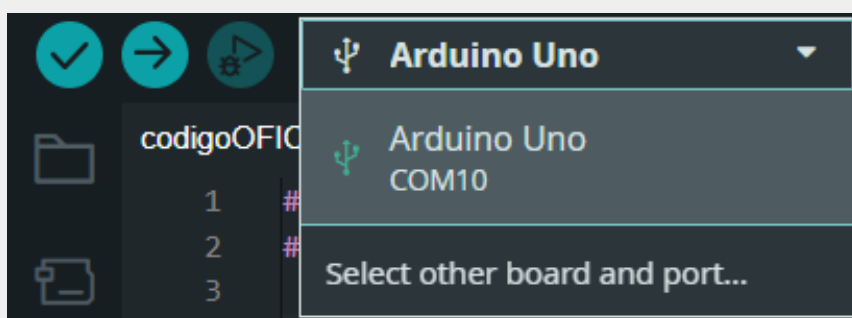 Arduino Uno
codigoOFIC
Arduino Uno
COM10
1 #
2 #
3
Select other board and port...